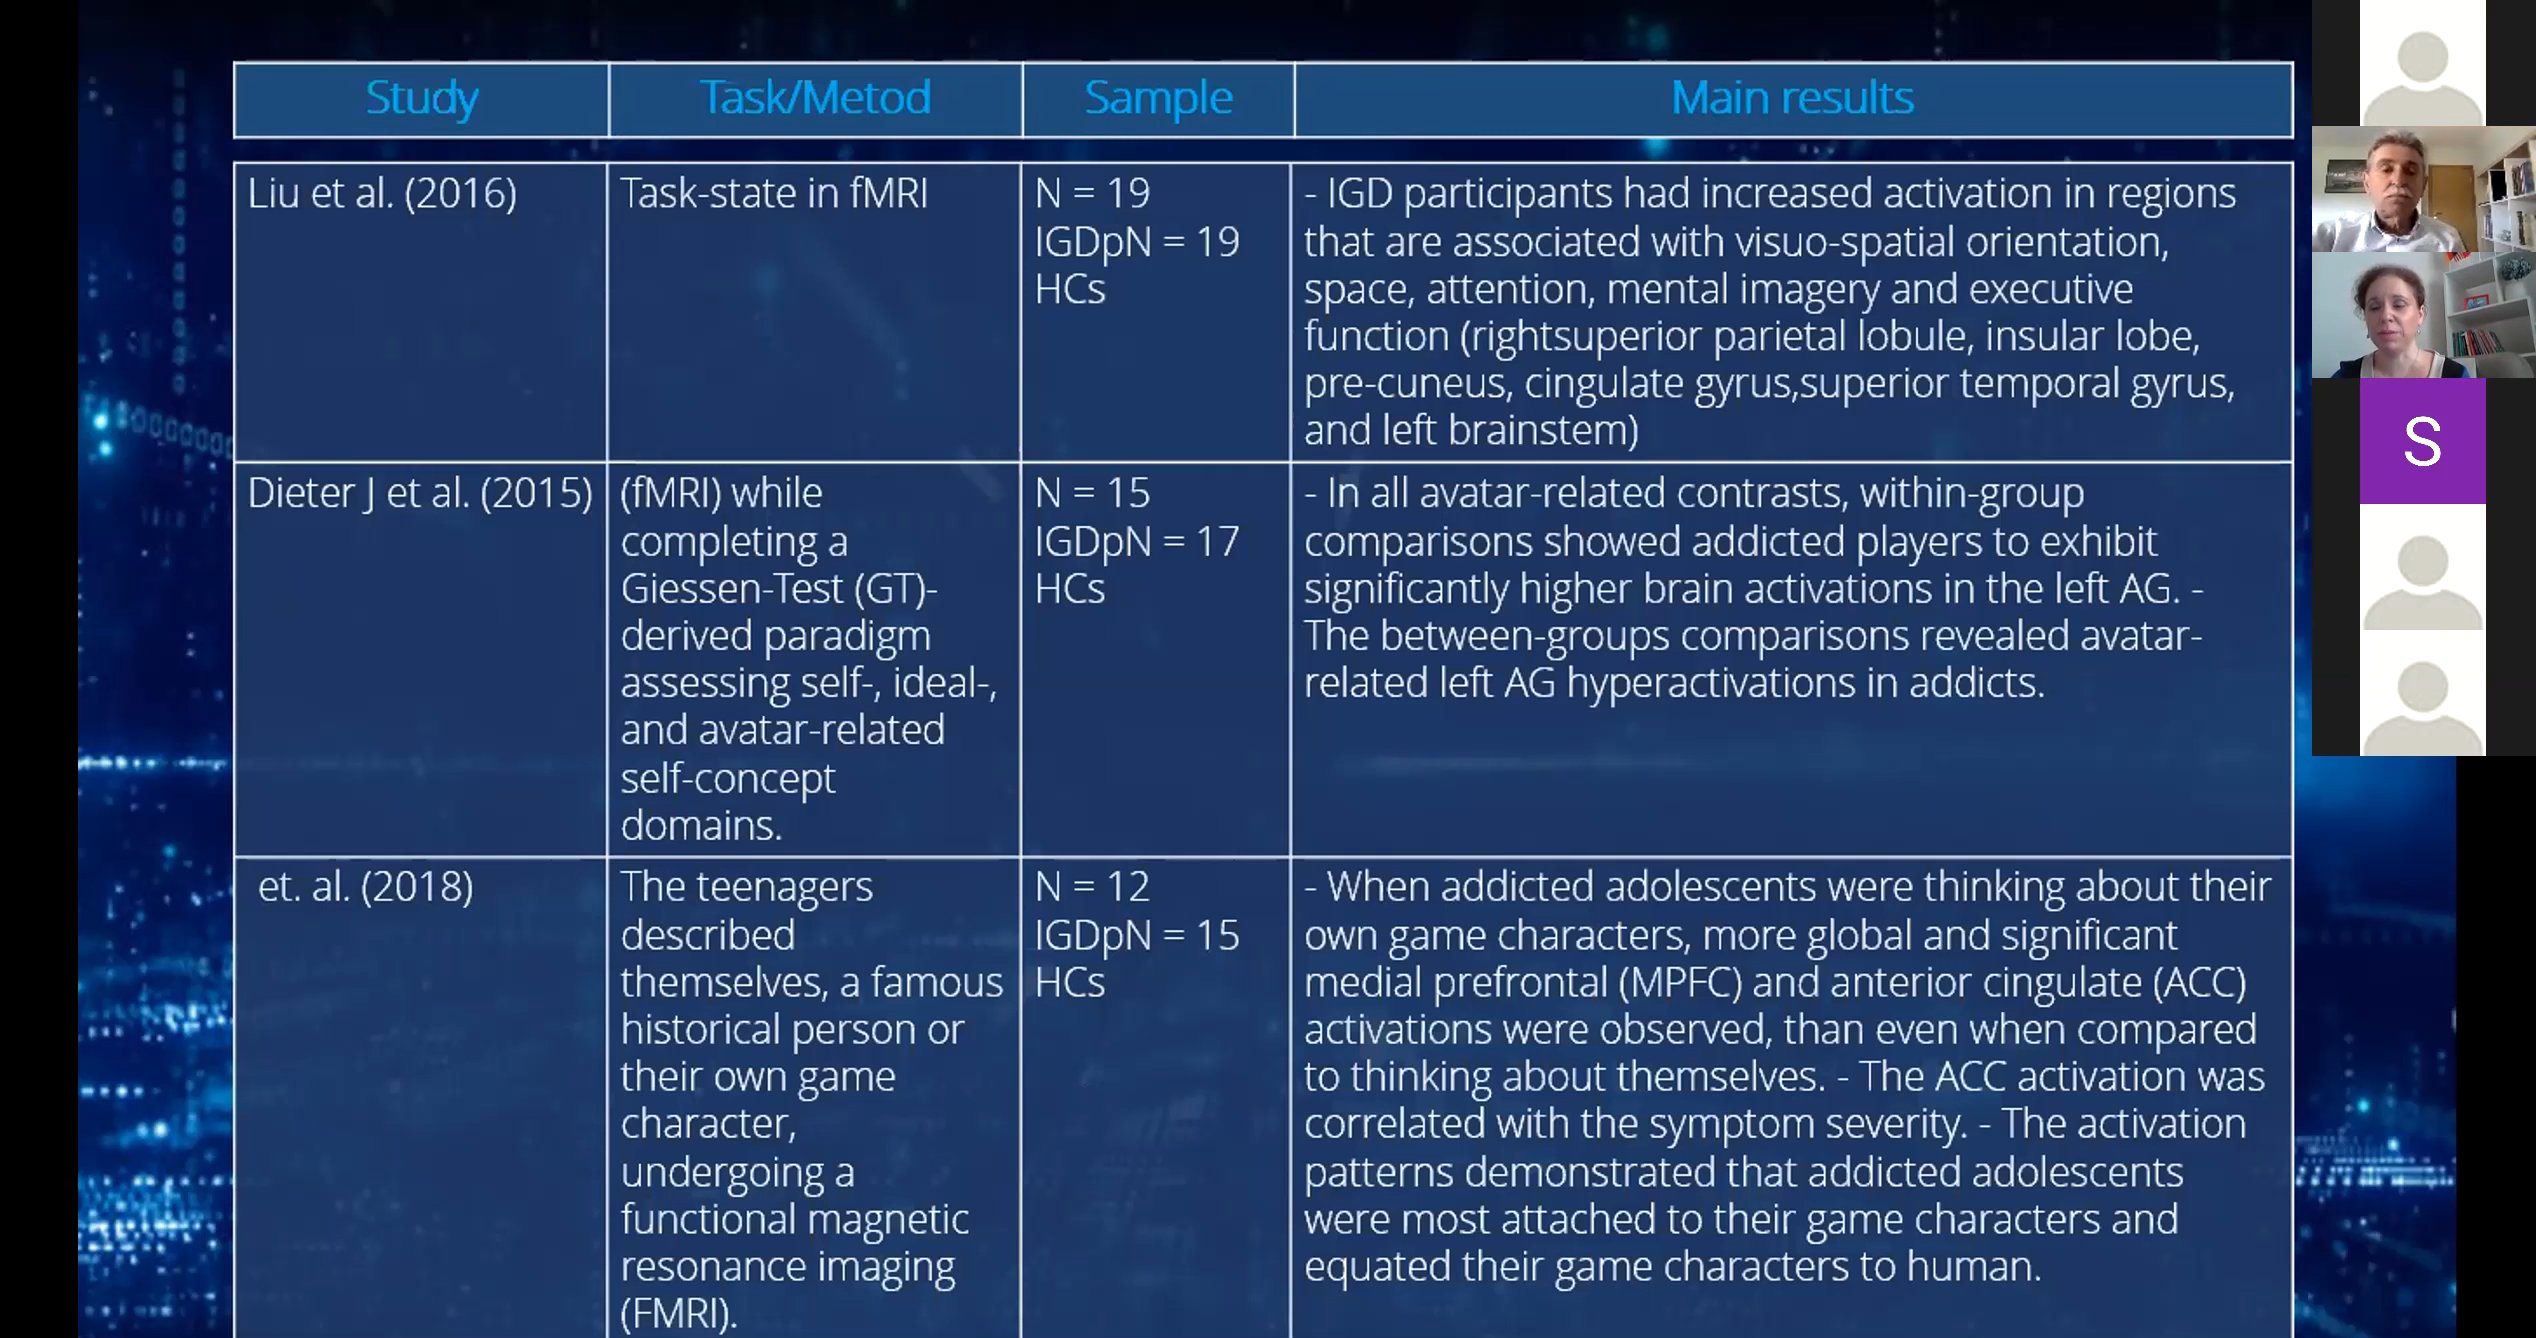 Study
Task/Metod
Sample
Main results
Liu et al. (2016)
Task-state in fMRI
N = 19
IGDpN = 19
HCs
- IGD participants had increased activation in regions
that are associated with visuo-spatial orientation,
space, attention, mental imagery and executive
function (rightsuperior parietal lobule, insular lobe,
pre-cuneus, cingulate gyrus,superior temporal gyrus,
and left brainstem)
Dieter J et al. (2015)
(fMRI) while
completing a
Giessen-Test (GT)-
derived paradigm
assessing self-, ideal-,
and avatar-related
self-concept
domains.
N = 15
IGDpN = 17
HCs
- In all avatar-related contrasts, within-group
comparisons showed addicted players to exhibit
significantly higher brain activations in the left AG. -
The between-groups comparisons revealed avatar-
related left AG hyperactivations in addicts.
et. al. (2018)
The teenagers
described
themselves, a famous
historical person or
their own game
character,
undergoing a
functional magnetic
resonance imaging
(FMRI).
N = 12
IGDpN = 15
HCs
- When addicted adolescents were thinking about their
own game characters, more global and significant
medial prefrontal (MPFC) and anterior cingulate (ACC)
activations were observed, than even when compared
to thinking about themselves. - The ACC activation was
correlated with the symptom severity. - The activation
patterns demonstrated that addicted adolescents
were most attached to their game characters and
equated their game characters to human.
S